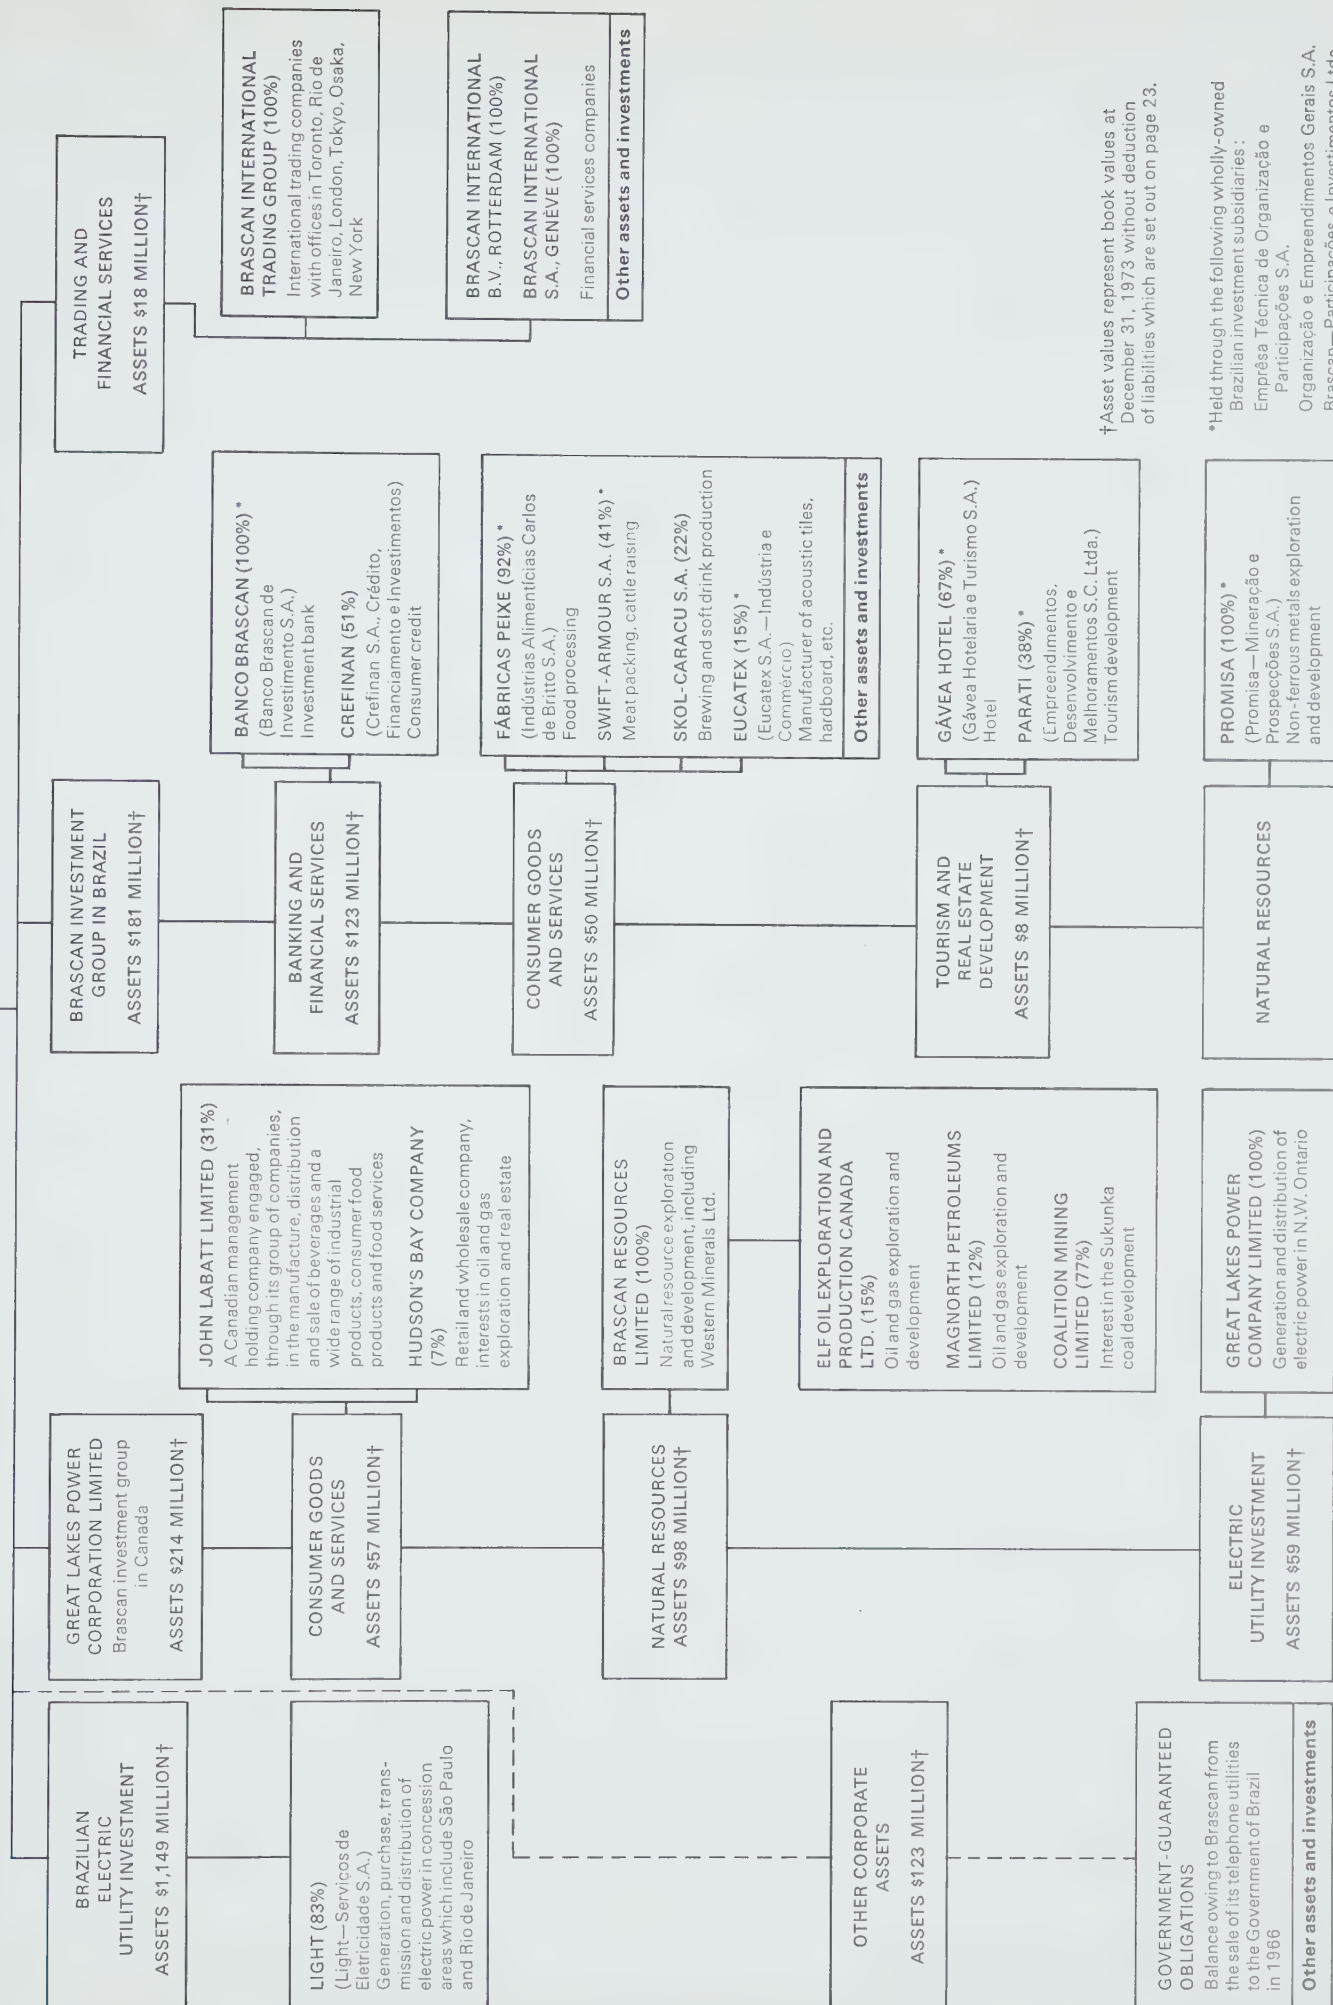 BRAZILIAN
ELECTRIC
UTILITY INVESTMENT
ASSETS $1,149 MILLION†
LIGHT (83%)
(Light—Serviços de
Eletricidade S.A.)
Generation, purchase, trans-
mission and distribution of
electric power in concession
areas which include São Paulo
and Rio de Janeiro
OTHER CORPORATE
ASSETS
ASSETS $123 MILLION†
GOVERNMENT-GUARANTEED
OBLIGATIONS
Balance owing to Brascan from
the sale of its telephone utilities
to the Government of Brazil
in 1966
Other assets and investments
GREAT LAKES POWER
CORPORATION LIMITED
Brascan investment group
in Canada
ASSETS $214 MILLION†
CONSUMER GOODS
AND SERVICES
ASSETS $57 MILLION†
JOHN LABATT LIMITED (31%)
A Canadian management
holding company engaged,
through its group of companies,
in the manufacture, distribution
and sale of beverages and a
wide range of industrial
products, consumer food
products and food services
HUDSON'S BAY COMPANY
(7%)
Retail and wholesale company,
interests in oil and gas
exploration and real estate
NATURAL RESOURCES
ASSETS $98 MILLION†
BRASCAN RESOURCES
LIMITED (100%)
Natural resource exploration
and development, including
Western Minerals Ltd.
ELF OIL EXPLORATION AND
PRODUCTION CANADA
LTD. (15%)
Oil and gas exploration and
development
MAGNORTH PETROLEUMS
LIMITED (12%)
Oil and gas exploration and
development
COALITION MINING
LIMITED (77%)
Interest in the Sukunka
coal development
ELECTRIC
UTILITY INVESTMENT
ASSETS $59 MILLION†
GREAT LAKES POWER
COMPANY LIMITED (100%)
Generation and distribution of
electric power in N.W. Ontario
BRASCAN INVESTMENT
GROUP IN BRAZIL
ASSETS $181 MILLION†
BANKING AND
FINANCIAL SERVICES
ASSETS $123 MILLION†
BANCO BRASCAN (100%)*
(Banco Brascan de
Investimento S.A.)
Investment bank
CREFINAN (51%)
(Crefinan S.A., Crédito,
Financiamento e Investimentos)
Consumer credit
CONSUMER GOODS
AND SERVICES
ASSETS $50 MILLION†
FÁBRICAS PEIXE (92%)*
(Indústrias Alimentícias Carlos
de Britto S.A.)
Food processing
SWIFT-ARMOUR S.A. (41%)*
Meat packing, cattle raising
SKOL-CARACU S.A. (22%)
Brewing and soft drink production
EUCATEX (15%)*
(Eucatex S.A.—Indústria e
Commércio)
Manufacturer of acoustic tiles,
hardboard, etc.
Other assets and investments
TOURISM AND
REAL ESTATE
DEVELOPMENT
ASSETS $8 MILLION†
GÁVEA HOTEL (67%)*
(Gávea Hotelaria e Turismo S.A.)
Hotel
PARATI (38%)*
(Empreendimentos,
Desenvolvimento e
Melhoramentos S.C. Ltda.)
Tourism development
NATURAL RESOURCES
PROMISA (100%)*
(Promisa—Mineração e
Prospecções S.A.)
Non-ferrous metals exploration
and development
TRADING AND
FINANCIAL SERVICES
ASSETS $18 MILLION†
BRASCAN INTERNATIONAL
TRADING GROUP (100%)
International trading companies
with offices in Toronto, Rio de
Janeiro, London, Tokyo, Osaka,
New York
BRASCAN INTERNATIONAL
B.V., ROTTERDAM (100%)
BRASCAN INTERNATIONAL
S.A., GENÈVE (100%)
Financial services companies
Other assets and investments
†Asset values represent book values at
December 31, 1973 without deduction
of liabilities which are set out on page 23.
*Held through the following wholly-owned
Brazilian investment subsidiaries:
Emprêsa Técnica de Organização e
Participações S.A.
Organização e Empreendimentos Gerais S.A.
Brascan—Participações e Investimentos Ltda.